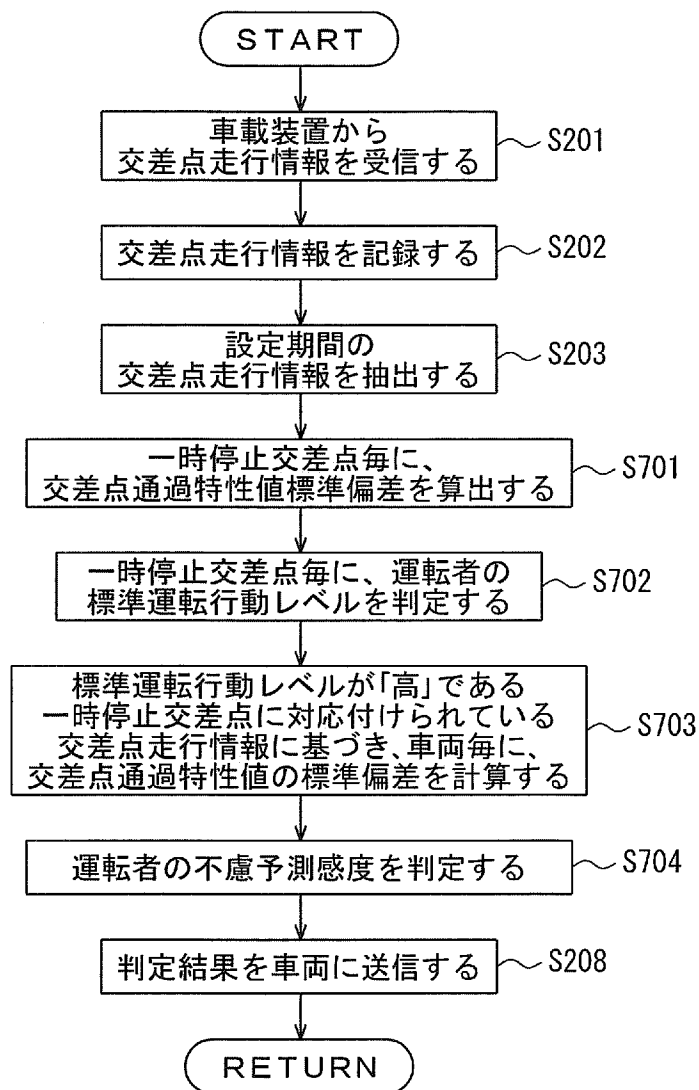 START
車載装置から
交差点走行情報を受信する
S201
交差点走行情報を記録する
S202
設定期間の
交差点走行情報を抽出する
S203
一時停止交差点毎に、
交差点通過特性値標準偏差を算出する
S701
一時停止交差点毎に、運転者の
標準運転行動レベルを判定する
S702
標準運転行動レベルが「高」である
一時停止交差点に対応付けられている
交差点走行情報に基づき、車両毎に、
交差点通過特性値の標準偏差を計算する
S703
運転者の不慮予測感度を判定する
S704
判定結果を車両に送信する
S208
RETURN